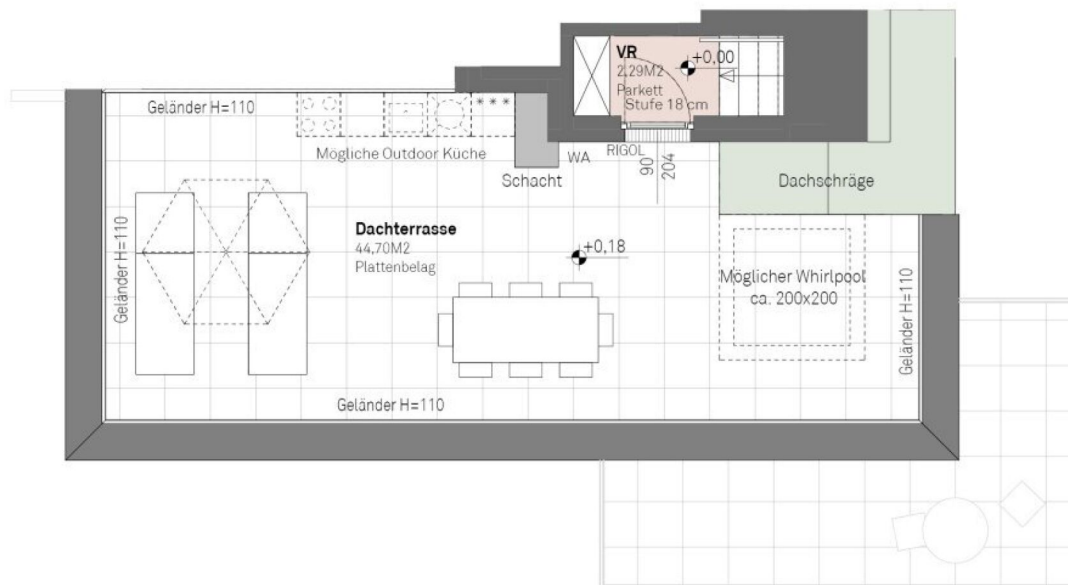 VR
2,29M2
Parkett
Stufe 18 cm
+0,00
Geländer H=110
***
Mögliche Outdoor Küche
WA
RIGOL
90
204
Schacht
Dachschräge
Dachterrasse
44,70M2
Plattenbelag
+0,18
Geländer H=110
Möglicher Whirlpool
ca. 200x200
Geländer H=110
Geländer H=110